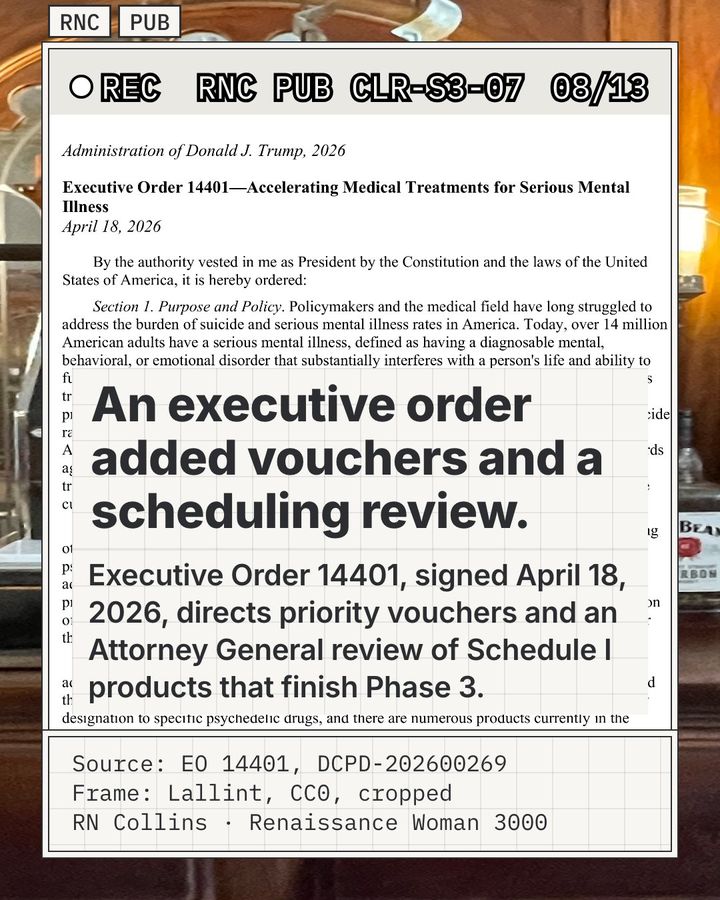 RNC PUB
REC RNC PUB CLR-S3-07 08/13
Administration of Donald J. Trump, 2026
Executive Order 14401—Accelerating Medical Treatments for Serious Mental
Illness
April 18, 2026
By the authority vested in me as President by the Constitution and the laws of the United
States of America, it is hereby ordered:
Section 1. Purpose and Policy. Policymakers and the medical field have long struggled to
address the burden of suicide and serious mental illness rates in America. Today, over 14 million
American adults have a serious mental illness, defined as having a diagnosable mental,
behavioral, or emotional disorder that substantially interferes with a person's life and ability to
An executive order
added vouchers and a
scheduling review.
Executive Order 14401, signed April 18,
2026, directs priority vouchers and an
Attorney General review of Schedule I
products that finish Phase 3.
designation to specific psychedelic drugs, and there are numerous products currently in the
Source: EO 14401, DCPD-202600269
Frame: Lallint, CC0, cropped
RN Collins · Renaissance Woman 3000